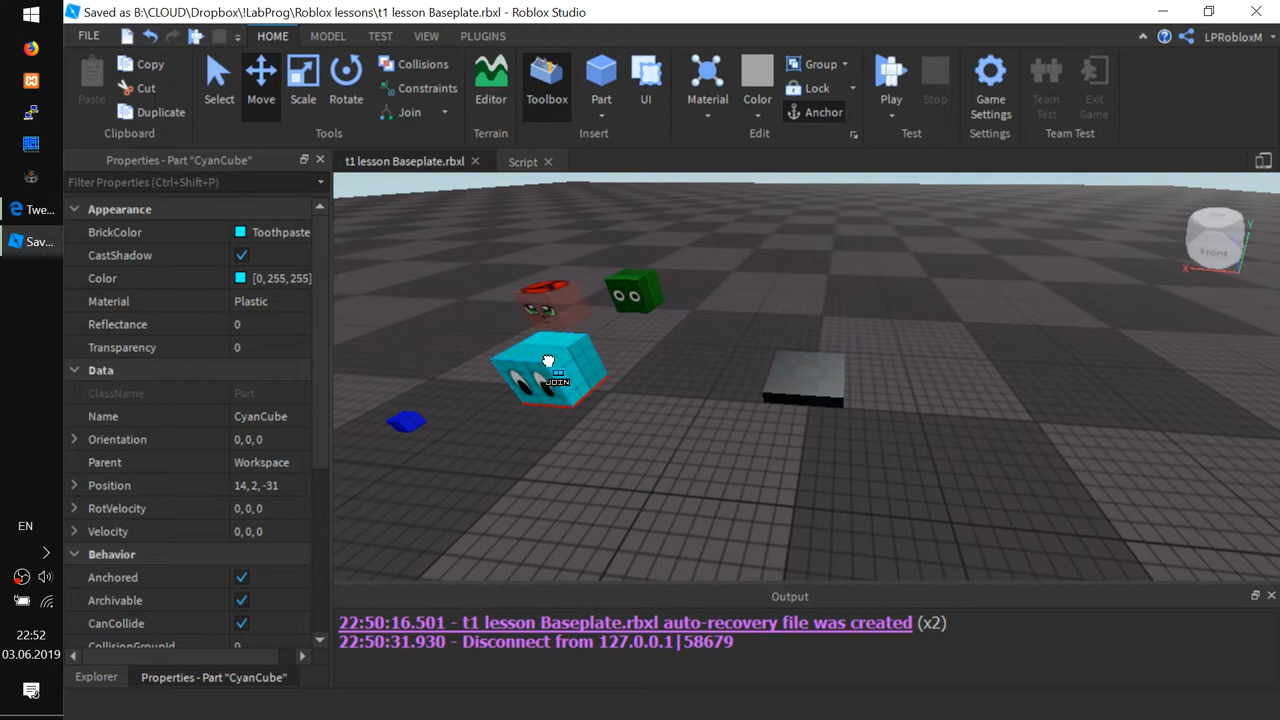 Saved as B:\CLOUD\Dropbox\!LabProg\Roblox lessons\t1 lesson Baseplate.rbxl - Roblox Studio
FILE HOME MODEL TEST VIEW PLUGINS LPRobloxM
Paste Copy Cut Duplicate Clipboard
Select Move Scale Rotate Collisions Constraints Join Tools
Editor Terrain
Toolbox Part UI Insert
Material Color Group Lock Anchor Edit
Play Stop Test
Game Settings Settings
Team Test Exit Game Team Test
Properties - Part "CyanCube"
t1 lesson Baseplate.rbxl
Script
Filter Properties (Ctrl+Shift+P)
Appearance
BrickColor Toothpaste
CastShadow
Color [0,255,255]
Material Plastic
Reflectance 0
Transparency 0
Data
ClassName Part
Name CyanCube
Orientation 0, 0, 0
Parent Workspace
Position 14, 2, -31
RotVelocity 0, 0, 0
Velocity 0, 0, 0
Behavior
Anchored
Archivable
CanCollide
CollisionGroupId 0
Explorer
Properties - Part "CyanCube"
JOIN
Front
X
Y
Output
22:50:16.501 - t1 lesson Baseplate.rbxl auto-recovery file was created (x2)
22:50:31.930 - Disconnect from 127.0.0.1|58679
Twe...
Sav...
EN
22:52
03.06.2019